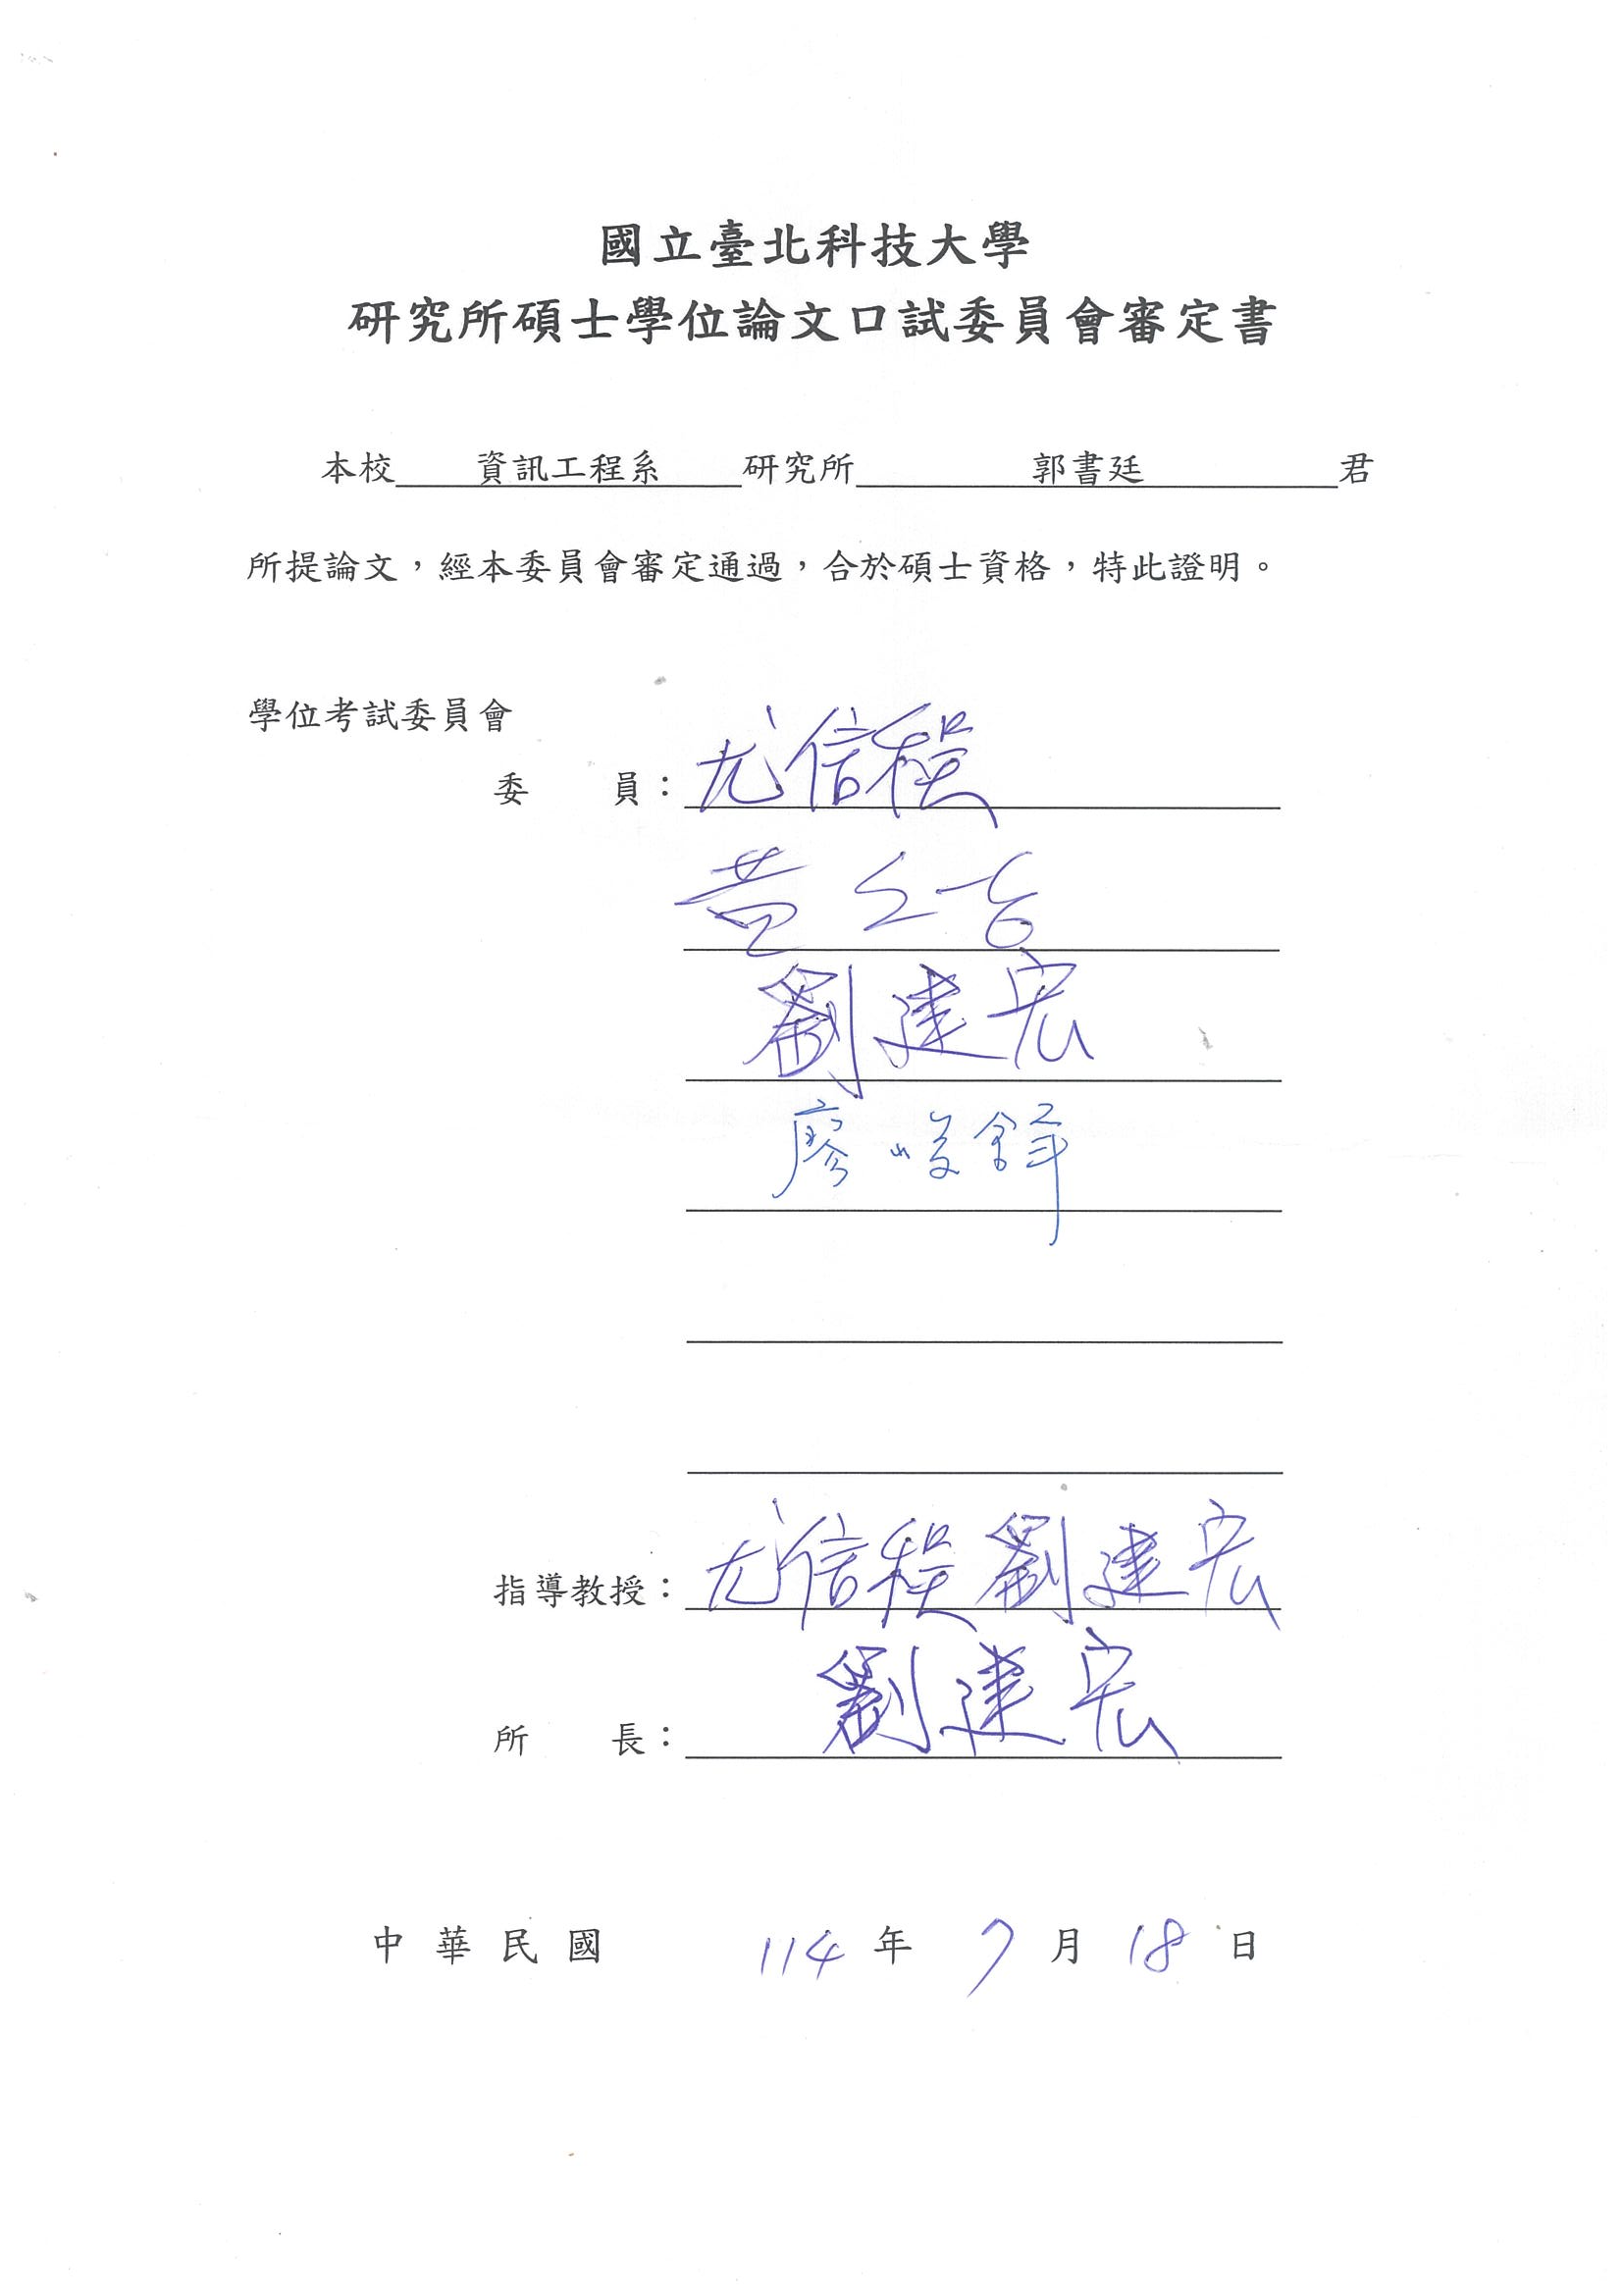 國立臺北科技大學
研究所碩士學位論文口試委員會審定書
本校 資訊工程系 研究所 郭書廷 君
所提論文，經本委員會審定通過，合於碩士資格，特此證明。
學位考試委員會
委 員：尤信程
黃
劉建宏
廖峻鋒
指導教授：尤信程 劉建宏
所 長：劉建宏
中華民國 114 年 7 月 18 日